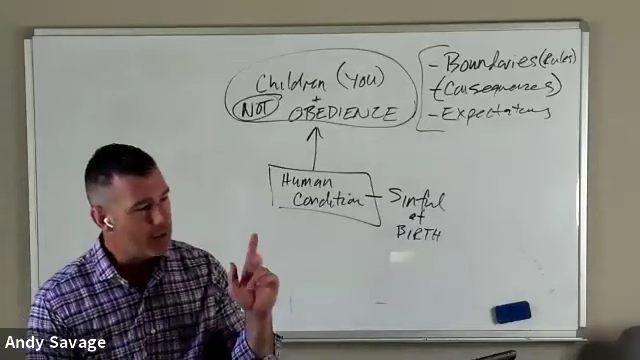 Children (YOU)
+
NOT OBEDIENCE
- Boundaries (Rules)
- (Consequences)
- Expectations
Human
Condition - Sinful
at
BIRTH
Andy Savage